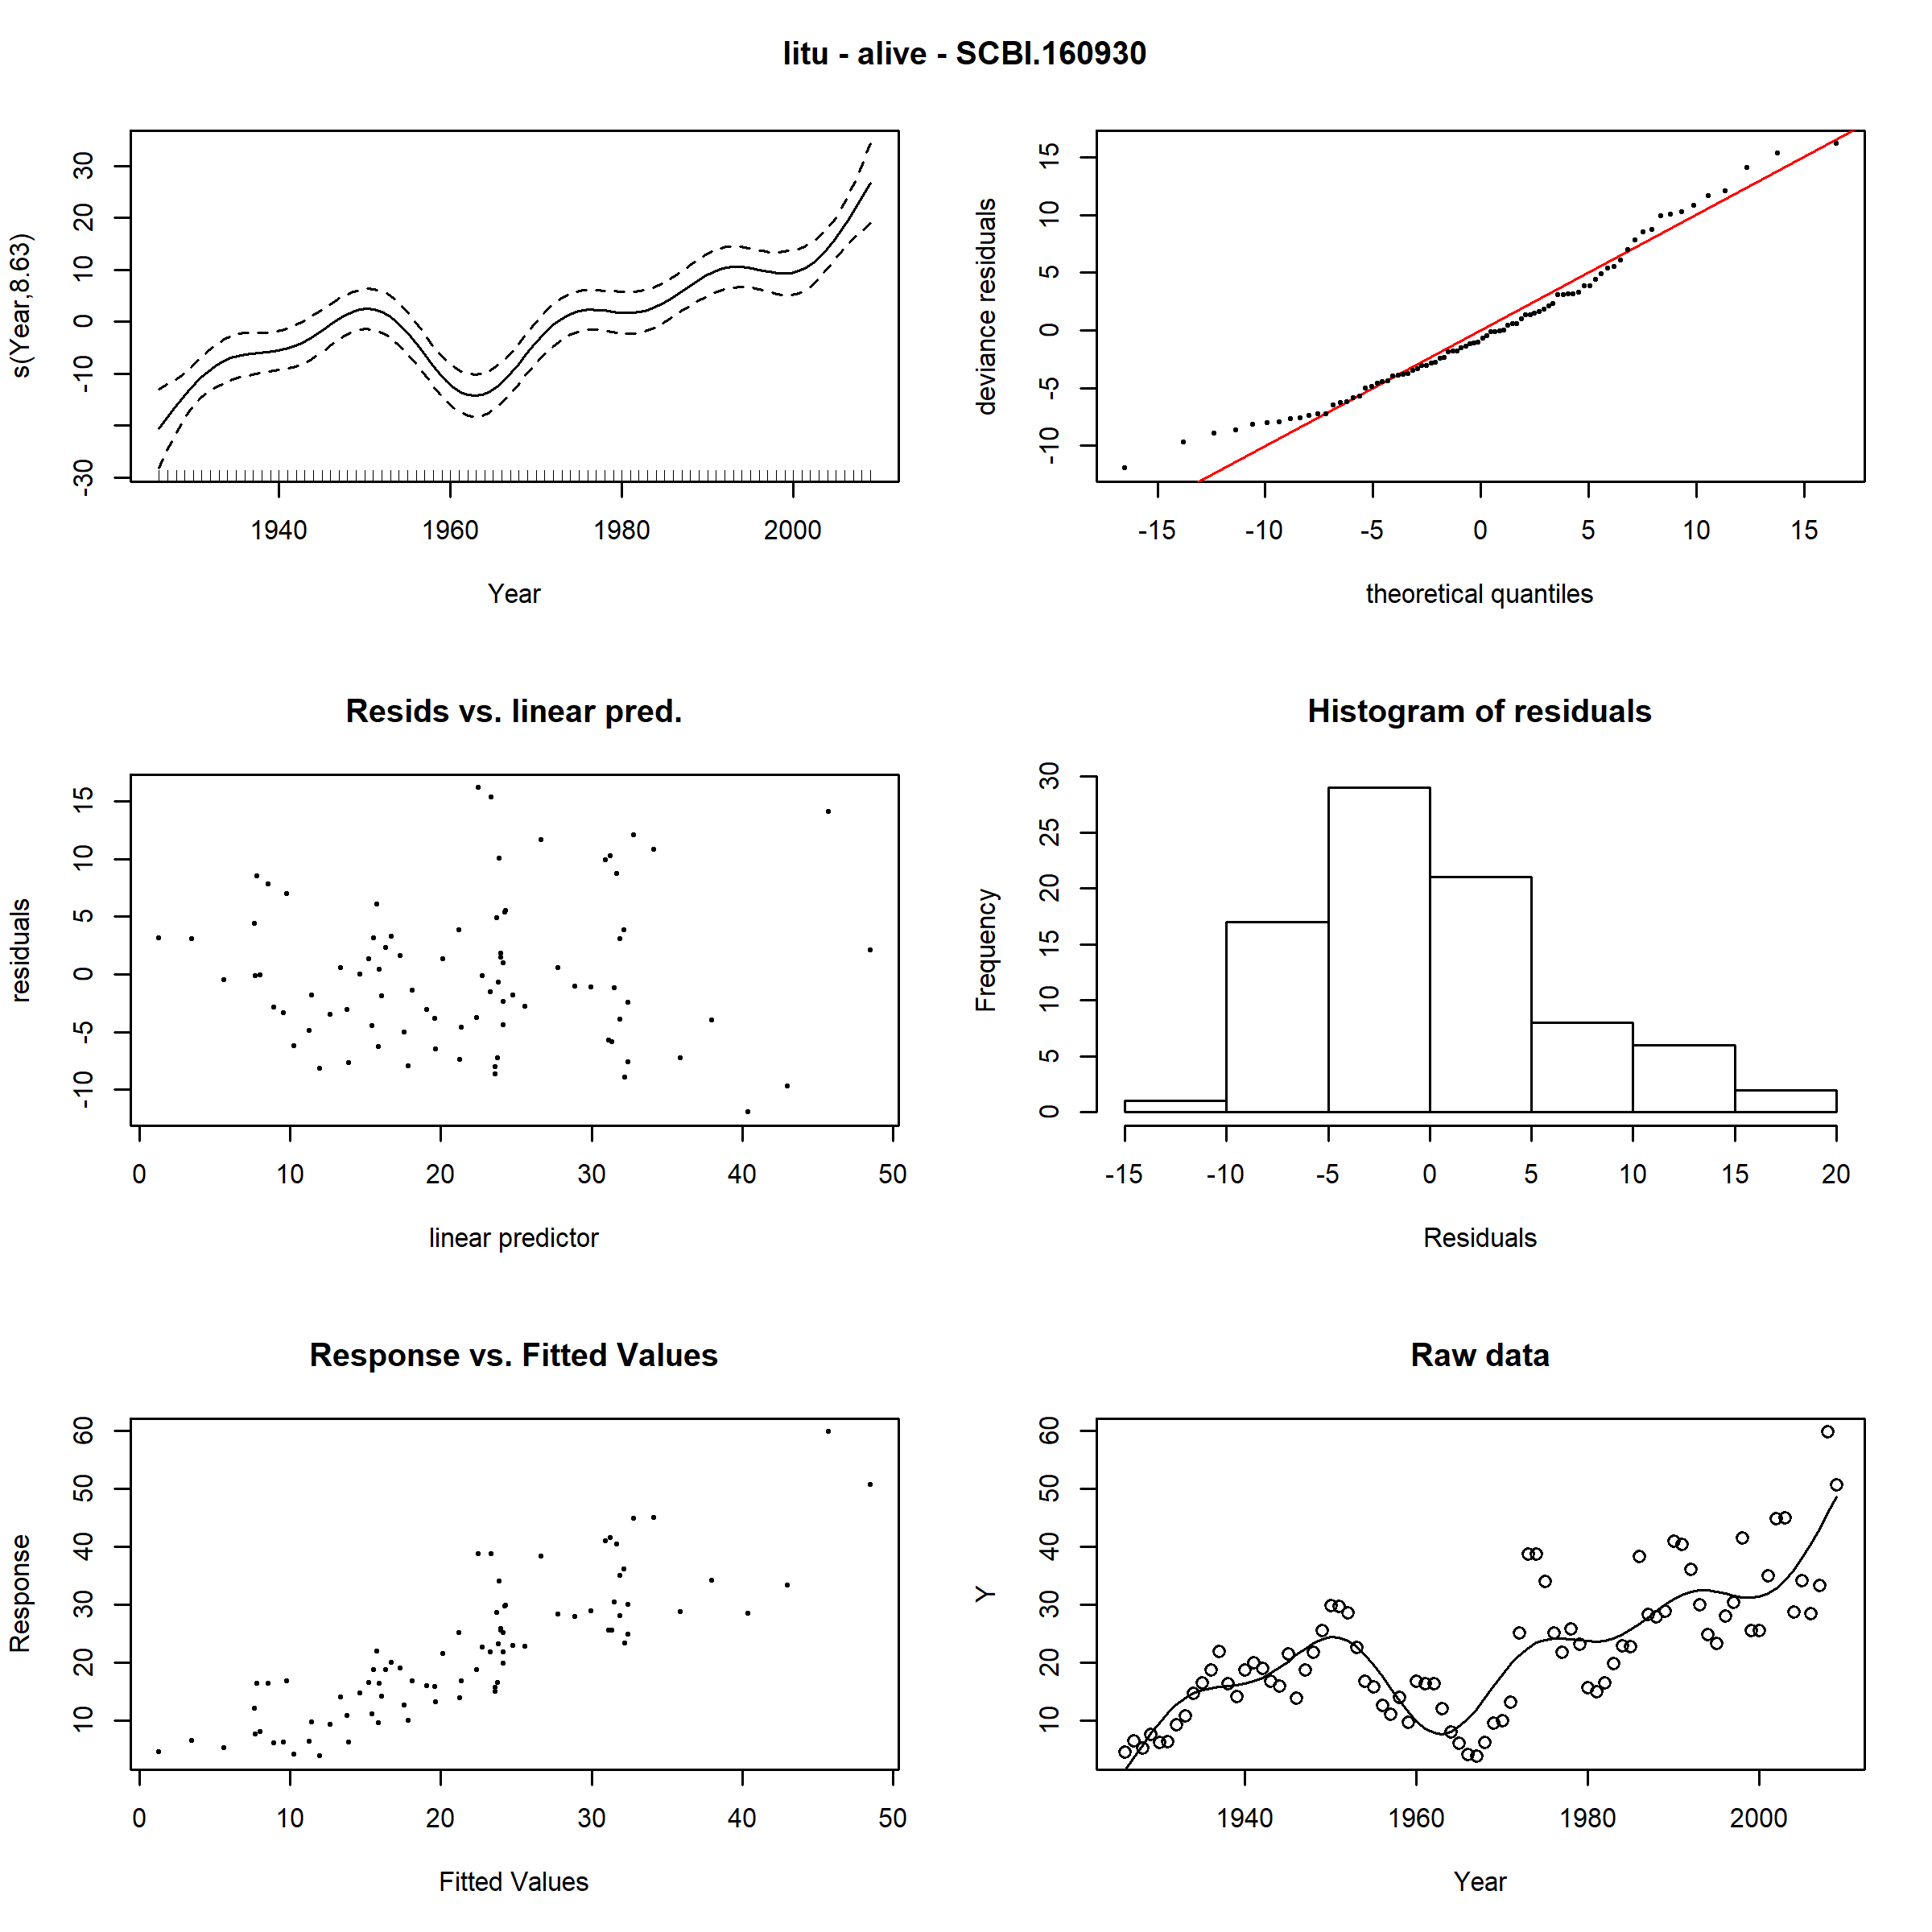 litu - alive - SCBI.160930
s(Year,8.63)
30
20
10
0
-10
-30
1940 1960 1980 2000
Year
deviance residuals
15
10
5
0
-5
-10
-15 -10 -5 0 5 10 15
theoretical quantiles
Resids vs. linear pred.
residuals
15
10
5
0
-5
-10
0 10 20 30 40 50
linear predictor
Histogram of residuals
Frequency
30
25
20
15
10
5
0
-15 -10 -5 0 5 10 15 20
Residuals
Response vs. Fitted Values
Response
60
50
40
30
20
10
0 10 20 30 40 50
Fitted Values
Raw data
Y
60
50
40
30
20
10
1940 1960 1980 2000
Year